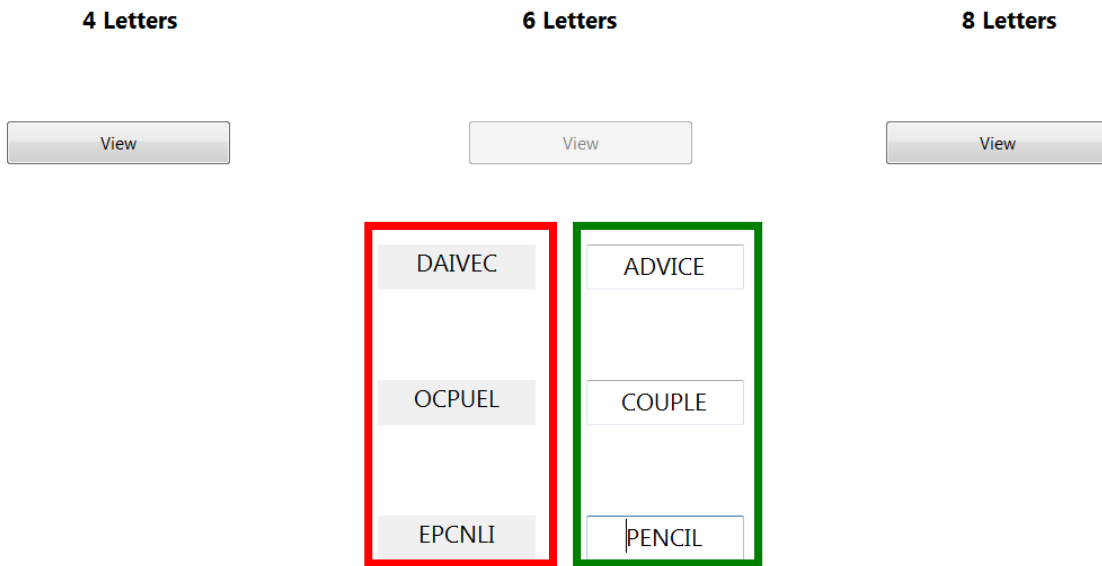 4 Letters 6 Letters 8 Letters
View View View
DAIVEC ADVICE
OCPUEL COUPLE
EPCNLI PENCIL